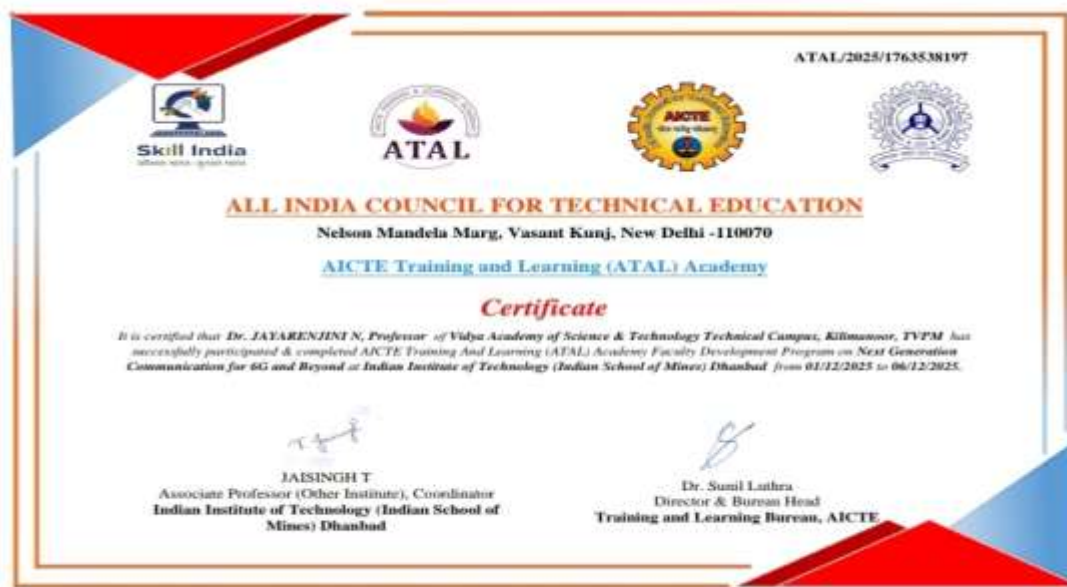 ATAL/2025/1763538197
Skill India
ATAL
AICTE
ALL INDIA COUNCIL FOR TECHNICAL EDUCATION
Nelson Mandela Marg, Vasant Kunj, New Delhi -110070
AICTE Training and Learning (ATAL) Academy
Certificate
It is certified that Dr. JAYARENJINI N, Professor of Vidya Academy of Science & Technology Technical Campus, Kilimanoor, TVPM has
successfully participated & completed AICTE Training And Learning (ATAL) Academy Faculty Development Program on Next Generation
Communication for 6G and Beyond at Indian Institute of Technology (Indian School of Mines) Dhanbad from 01/12/2025 to 06/12/2025.
JAISINGH T
Associate Professor (Other Institute), Coordinator
Indian Institute of Technology (Indian School of
Mines) Dhanbad
Dr. Sunil Luthra
Director & Bureau Head
Training and Learning Bureau, AICTE